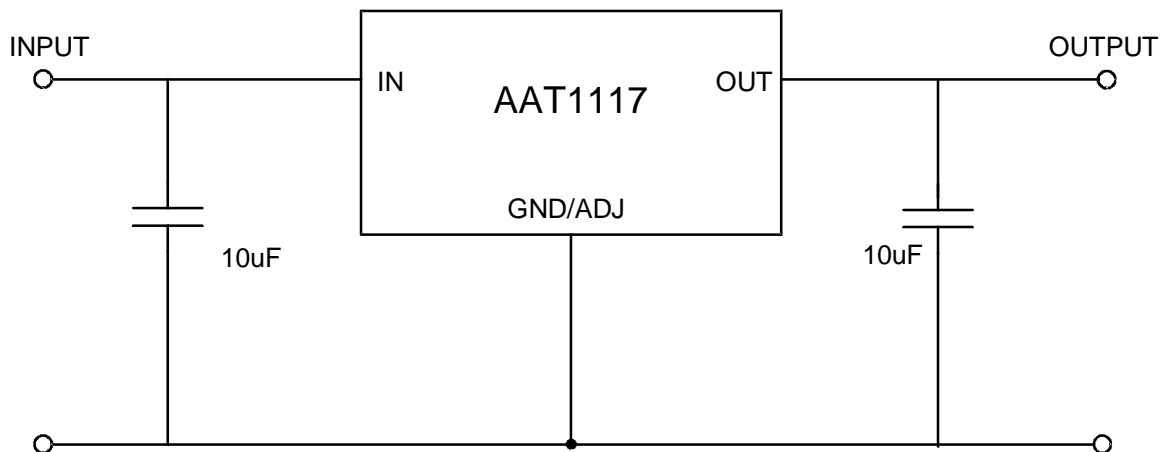 INPUT
OUTPUT
IN
AAT1117
OUT
GND/ADJ
10uF
10uF